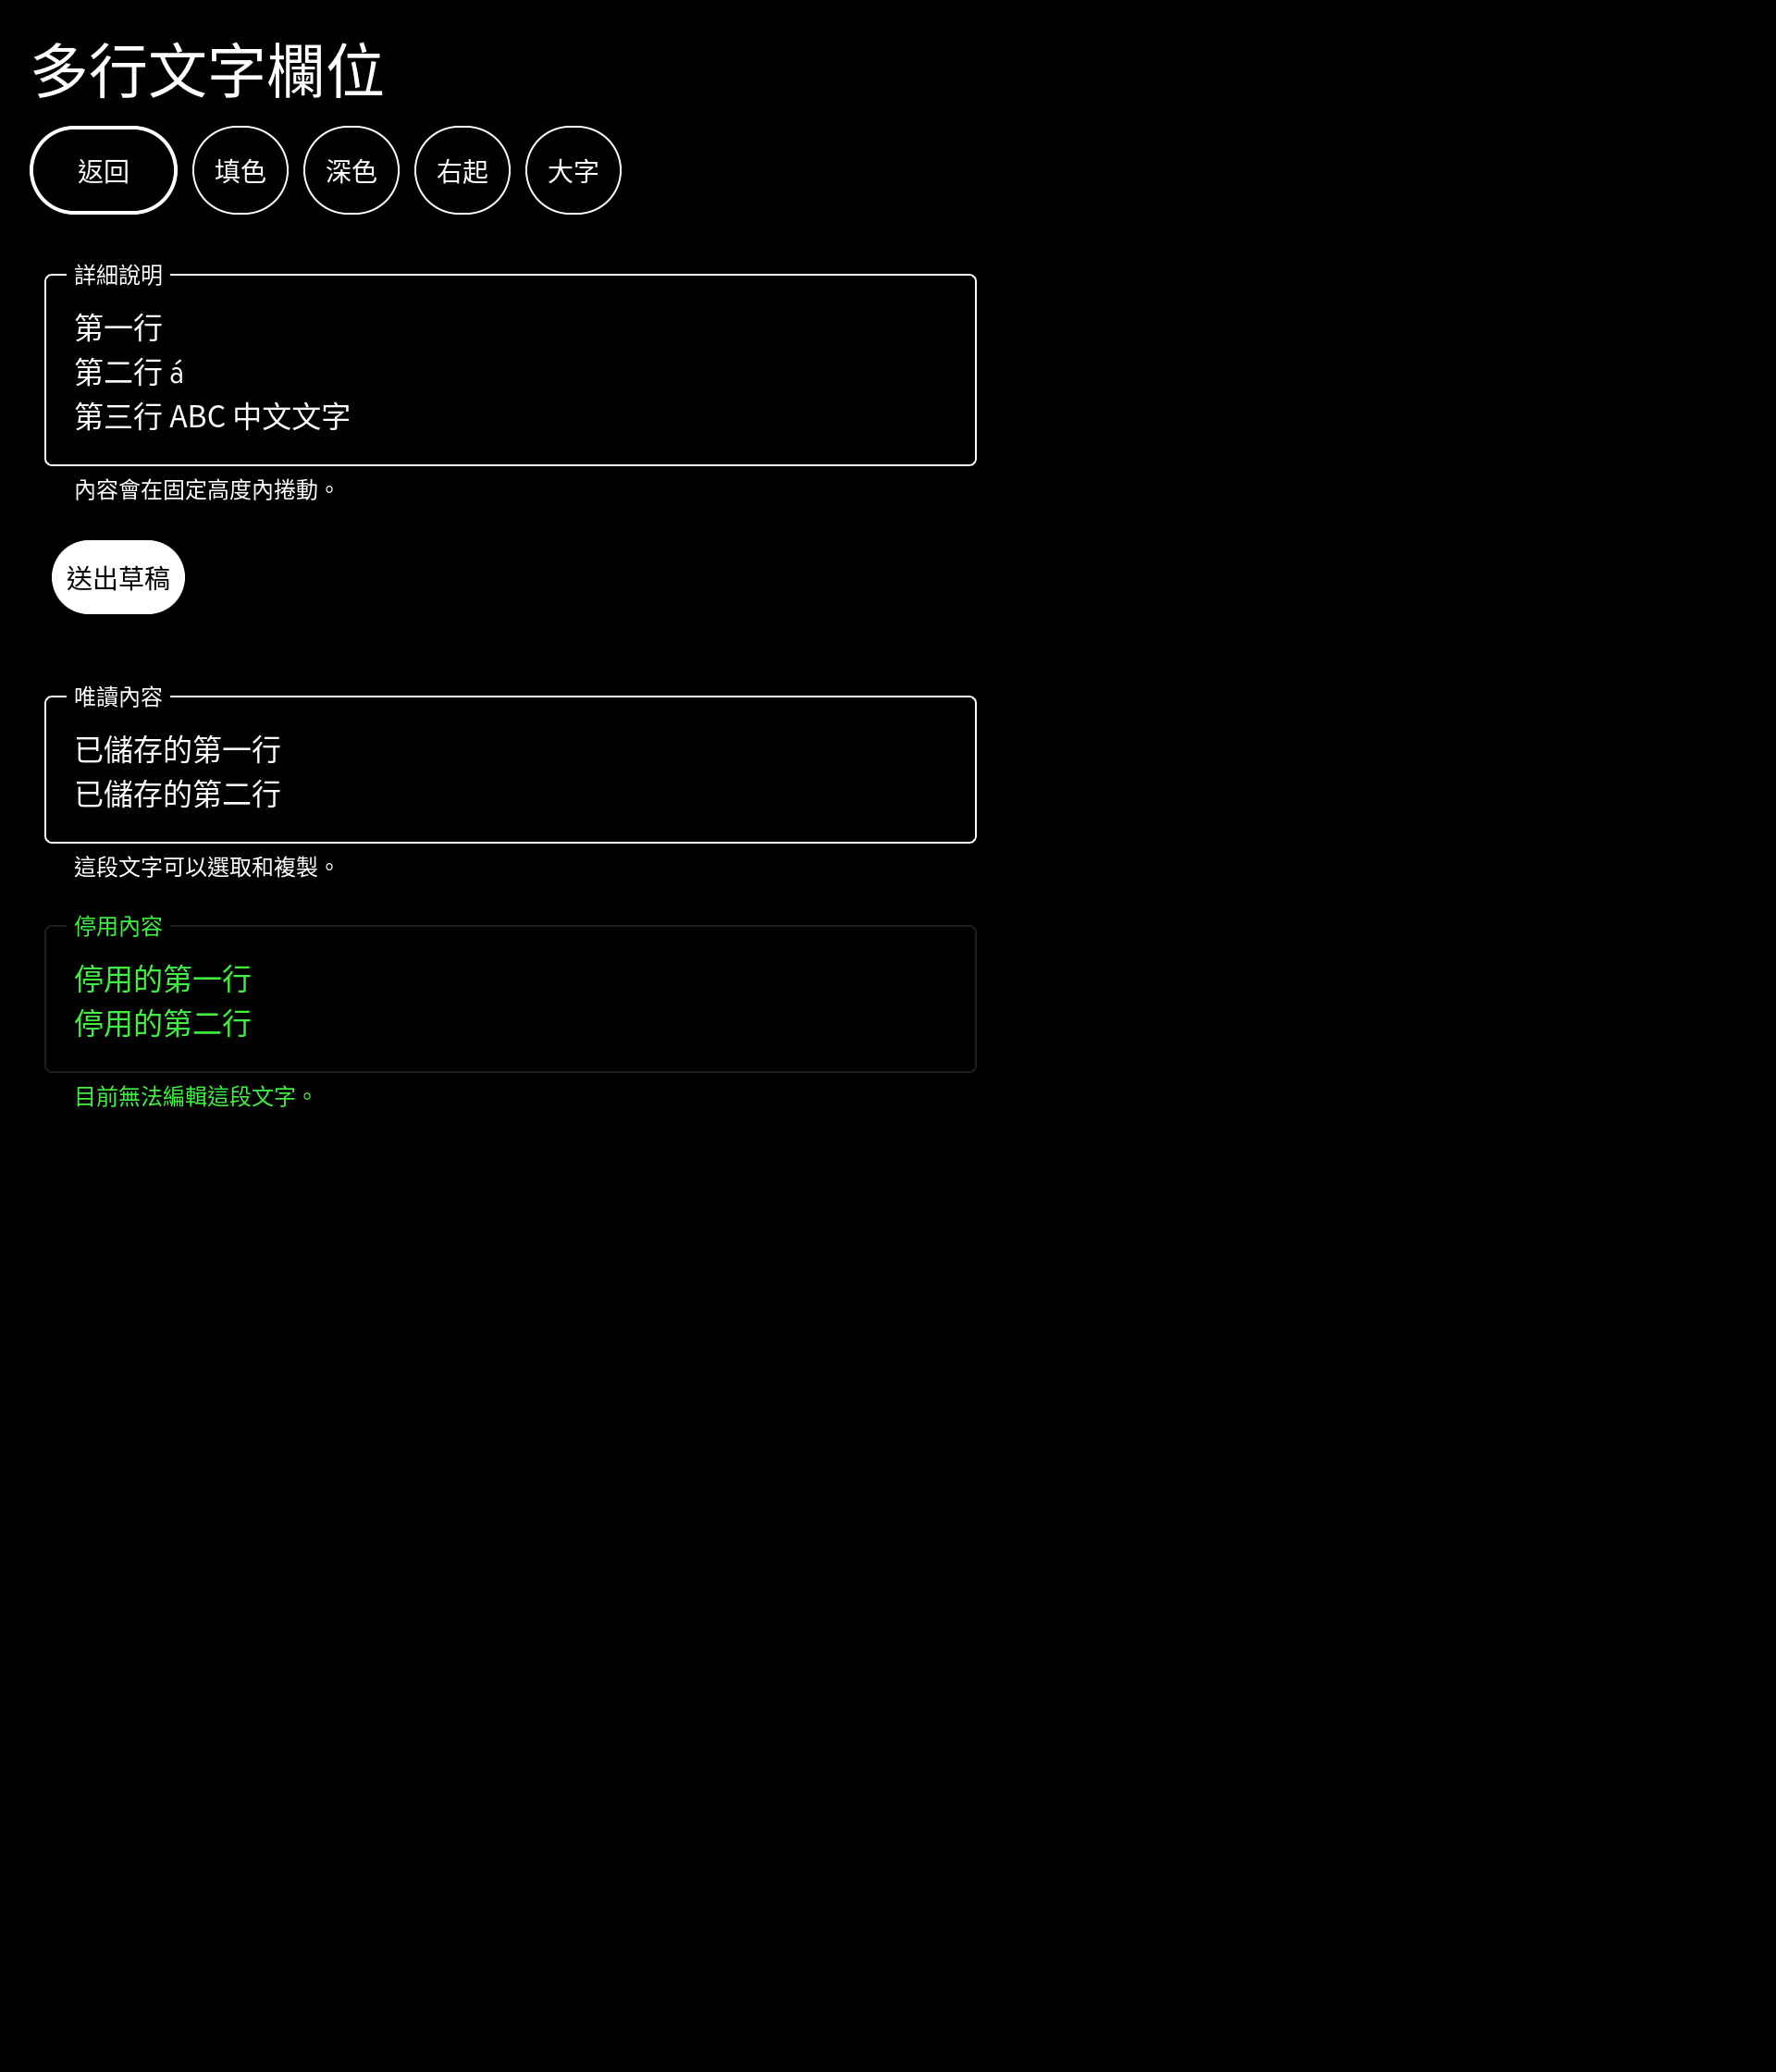 多行文字欄位
返回 填色 深色 右起 大字
詳細說明
第一行
第二行 á
第三行 ABC 中文文字
內容會在固定高度內捲動。
送出草稿
唯讀內容
已儲存的第一行
已儲存的第二行
這段文字可以選取和複製。
停用內容
停用的第一行
停用的第二行
目前無法編輯這段文字。